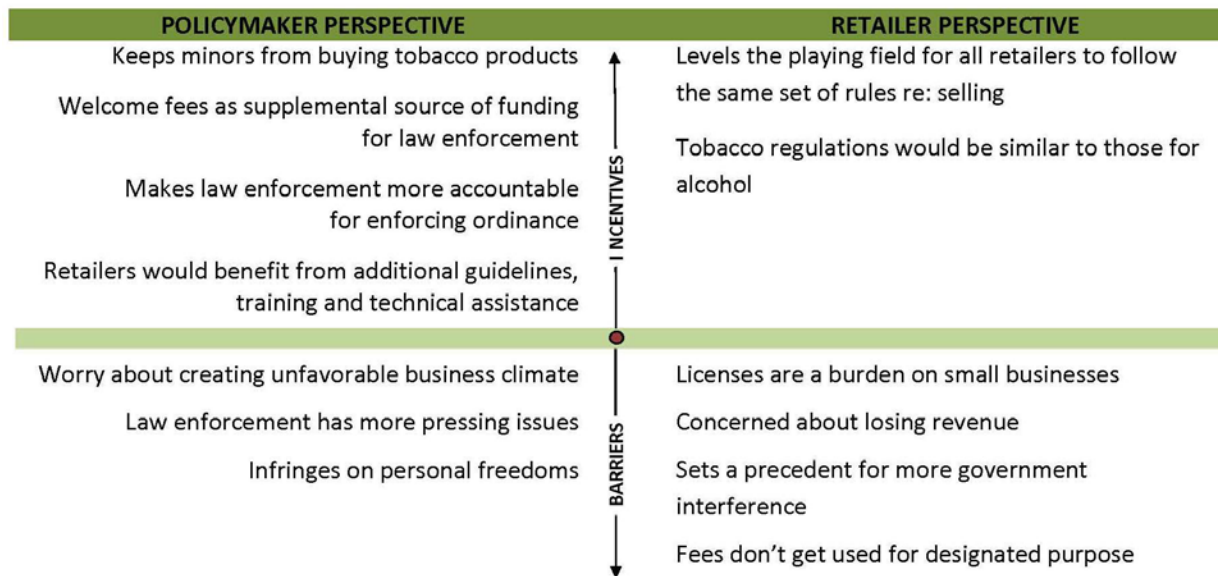 POLICYMAKER PERSPECTIVE
RETAILER PERSPECTIVE
Keeps minors from buying tobacco products
Welcome fees as supplemental source of funding
for law enforcement
Makes law enforcement more accountable
for enforcing ordinance
Retailers would benefit from additional guidelines,
training and technical assistance
INCENTIVES
Levels the playing field for all retailers to follow
the same set of rules re: selling
Tobacco regulations would be similar to those for
alcohol
Worry about creating unfavorable business climate
Law enforcement has more pressing issues
Infringes on personal freedoms
BARRIERS
Licenses are a burden on small businesses
Concerned about losing revenue
Sets a precedent for more government
interference
Fees don't get used for designated purpose